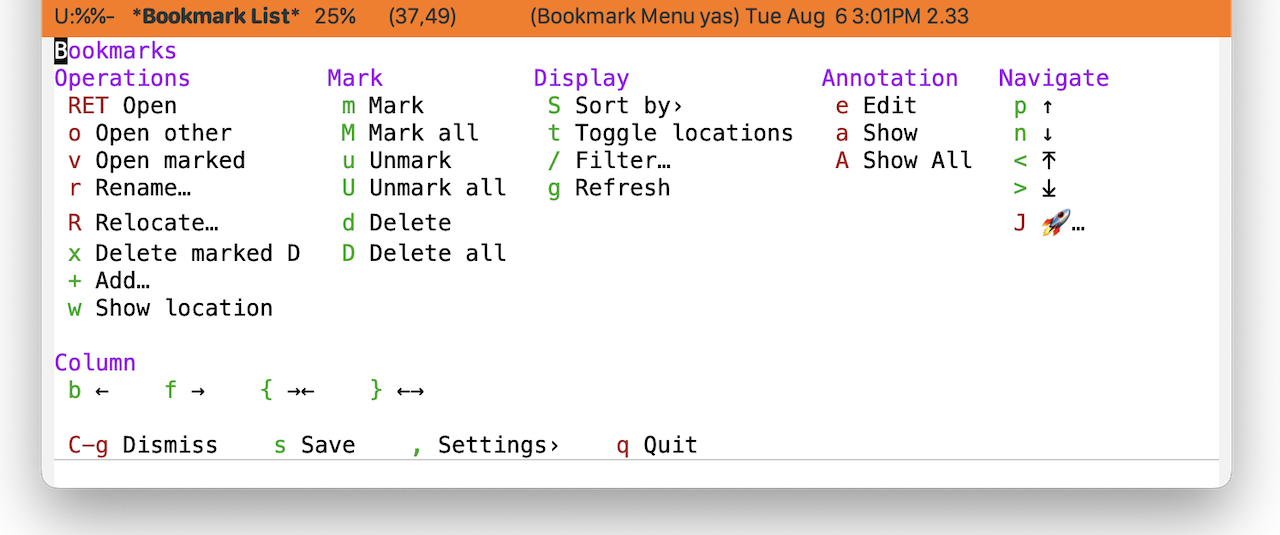 U:%%- *Bookmark List* 25% (37,49) (Bookmark Menu yas) Tue Aug 6 3:01PM 2.33
Bookmarks
Operations Mark Display Annotation Navigate
RET Open m Mark S Sort by› e Edit p ↑
o Open other M Mark all t Toggle locations a Show n ↓
v Open marked u Unmark / Filter… A Show All < ⤒
r Rename… U Unmark all g Refresh > ⤓
R Relocate… d Delete J 🚀…
x Delete marked D D Delete all
+ Add…
w Show location
Column
b ← f → { →← } ←→
C-g Dismiss s Save , Settings› q Quit